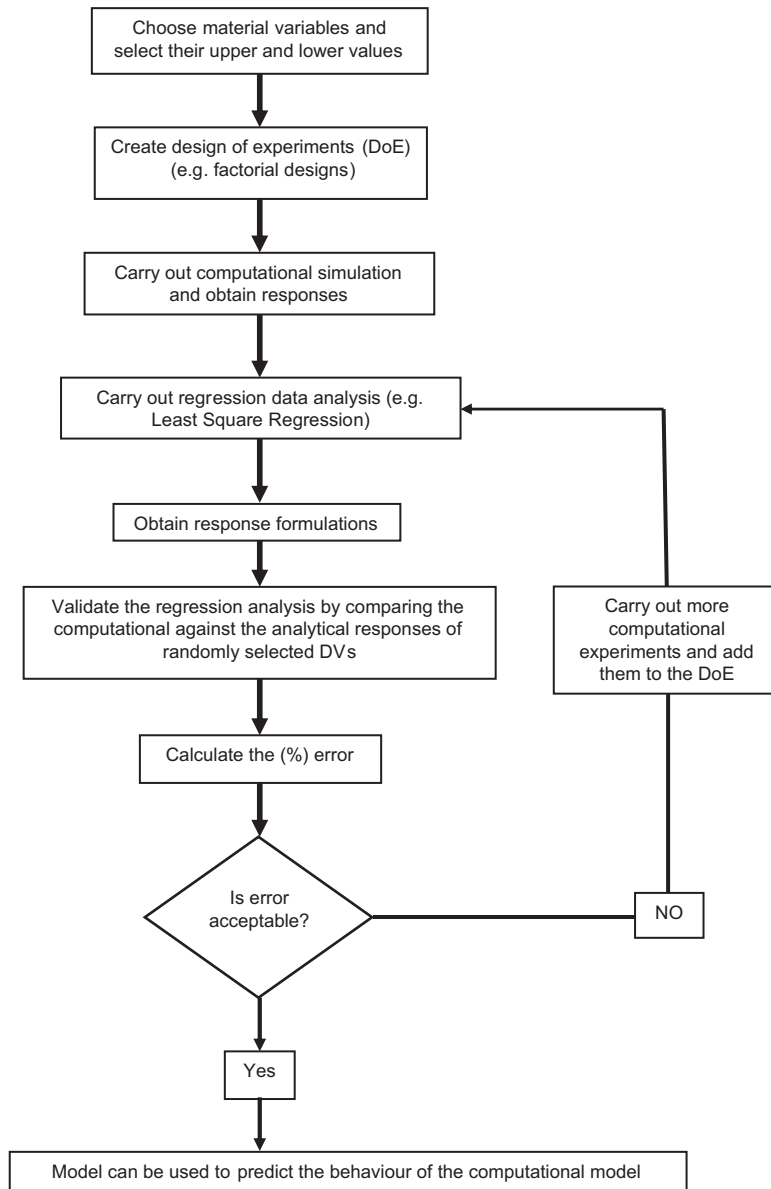 Choose material variables and
select their upper and lower values
Create design of experiments (DoE)
(e.g. factorial designs)
Carry out computational simulation
and obtain responses
Carry out regression data analysis (e.g.
Least Square Regression)
Obtain response formulations
Validate the regression analysis by comparing the
computational against the analytical responses of
randomly selected DVs
Carry out more
computational
experiments and add
them to the DoE
Calculate the (%) error
Is error
acceptable?
NO
Yes
Model can be used to predict the behaviour of the computational model